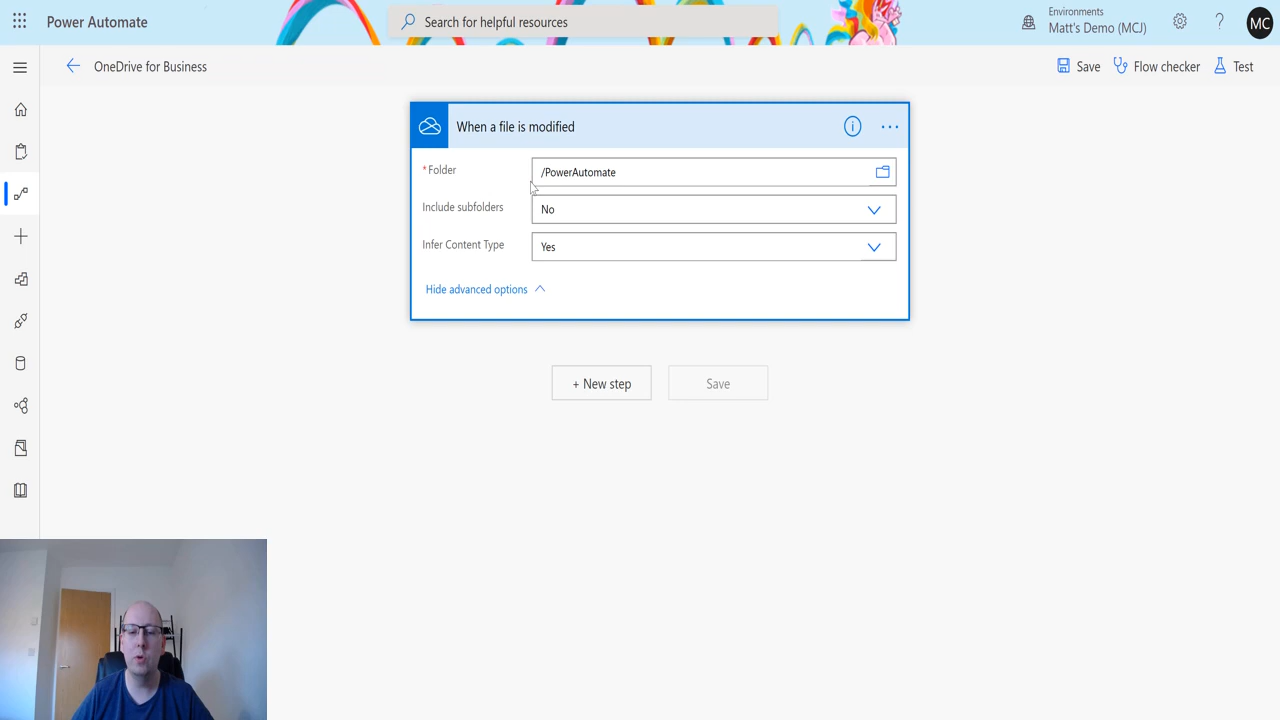 Power Automate
Search for helpful resources
Environments
Matt's Demo (MCJ)
?
MC
OneDrive for Business
Save
Flow checker
Test
When a file is modified
* Folder
/PowerAutomate
Include subfolders
No
Infer Content Type
Yes
Hide advanced options
+ New step
Save